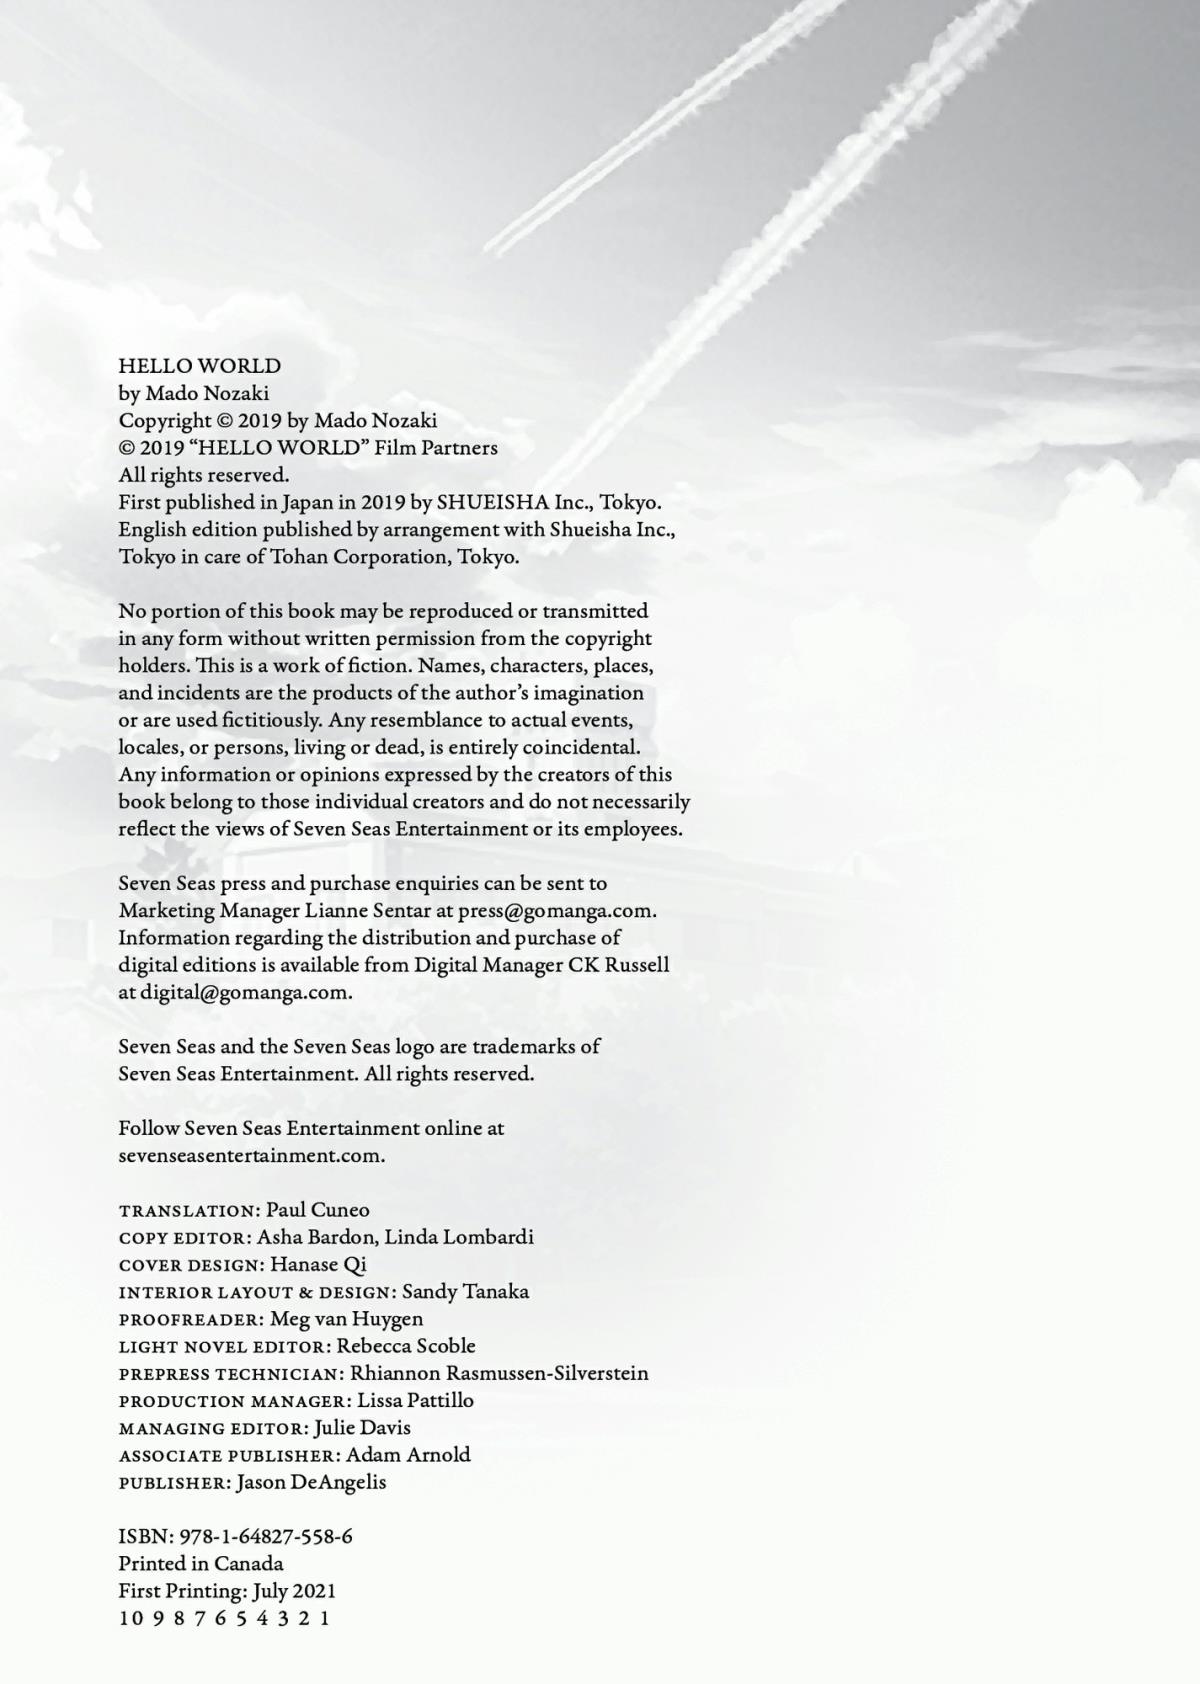 HELLO WORLD
by Mado Nozaki
Copyright © 2019 by Mado Nozaki
© 2019 “HELLO WORLD” Film Partners
All rights reserved.
First published in Japan in 2019 by SHUEISHA Inc., Tokyo.
English edition published by arrangement with Shueisha Inc.,
Tokyo in care of Tohan Corporation, Tokyo.
No portion of this book may be reproduced or transmitted
in any form without written permission from the copyright
holders. This is a work of fiction. Names, characters, places,
and incidents are the products of the author’s imagination
or are used fictitiously. Any resemblance to actual events,
locales, or persons, living or dead, is entirely coincidental.
Any information or opinions expressed by the creators of this
book belong to those individual creators and do not necessarily
reflect the views of Seven Seas Entertainment or its employees.
Seven Seas press and purchase enquiries can be sent to
Marketing Manager Lianne Sentar at press@gomanga.com.
Information regarding the distribution and purchase of
digital editions is available from Digital Manager CK Russell
at digital@gomanga.com.
Seven Seas and the Seven Seas logo are trademarks of
Seven Seas Entertainment. All rights reserved.
Follow Seven Seas Entertainment online at
sevenseasentertainment.com.
TRANSLATION: Paul Cuneo
COPY EDITOR: Asha Bardon, Linda Lombardi
COVER DESIGN: Hanase Qi
INTERIOR LAYOUT & DESIGN: Sandy Tanaka
PROOFREADER: Meg van Huygen
LIGHT NOVEL EDITOR: Rebecca Scoble
PREPRESS TECHNICIAN: Rhiannon Rasmussen-Silverstein
PRODUCTION MANAGER: Lissa Pattillo
MANAGING EDITOR: Julie Davis
ASSOCIATE PUBLISHER: Adam Arnold
PUBLISHER: Jason DeAngelis
ISBN: 978-1-64827-558-6
Printed in Canada
First Printing: July 2021
10 9 8 7 6 5 4 3 2 1